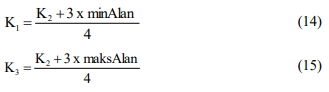 K₁ = (K₂ + 3 x minAlan) / 4 (14)
K₃ = (K₂ + 3 x maksAlan) / 4 (15)